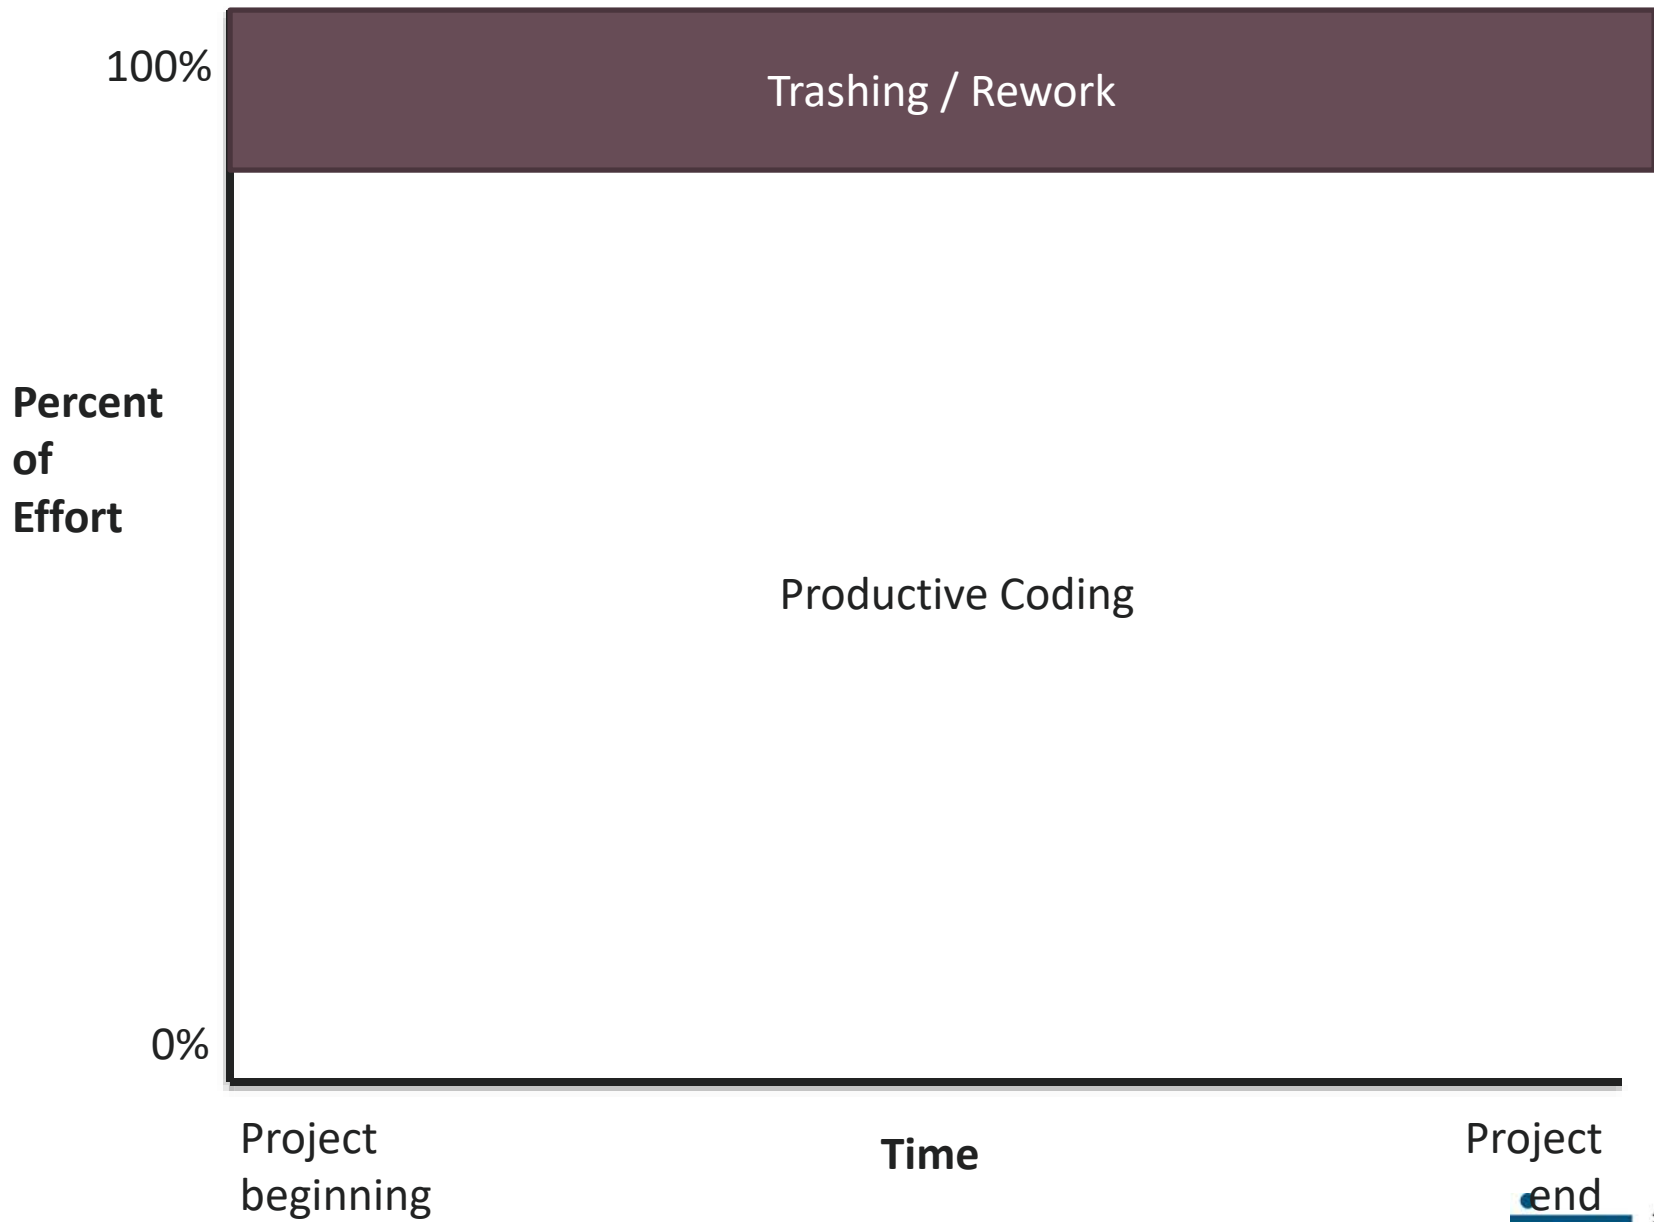 100%
Trashing / Rework
Percent
of
Effort
Productive Coding
0%
Project
beginning
Time
Project
end